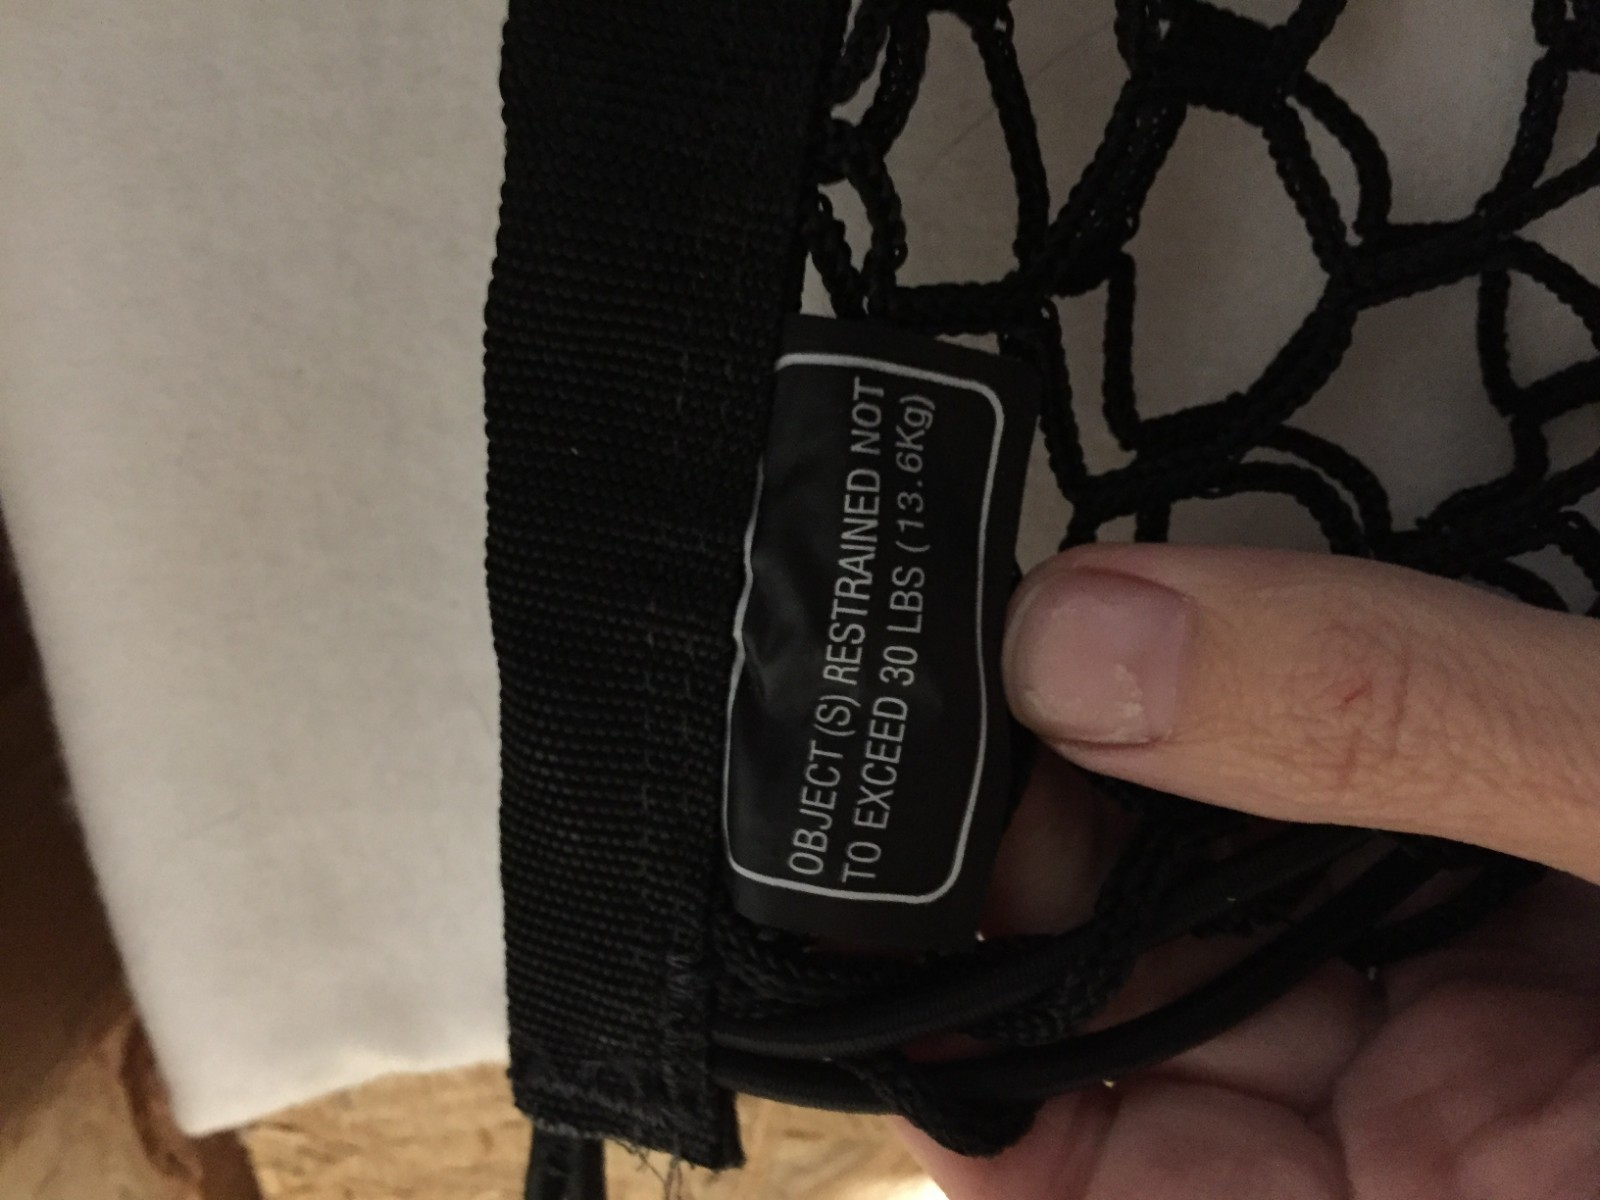 OBJECT(S) RESTRAINED NOT
TO EXCEED 30 LBS (13.6Kg)